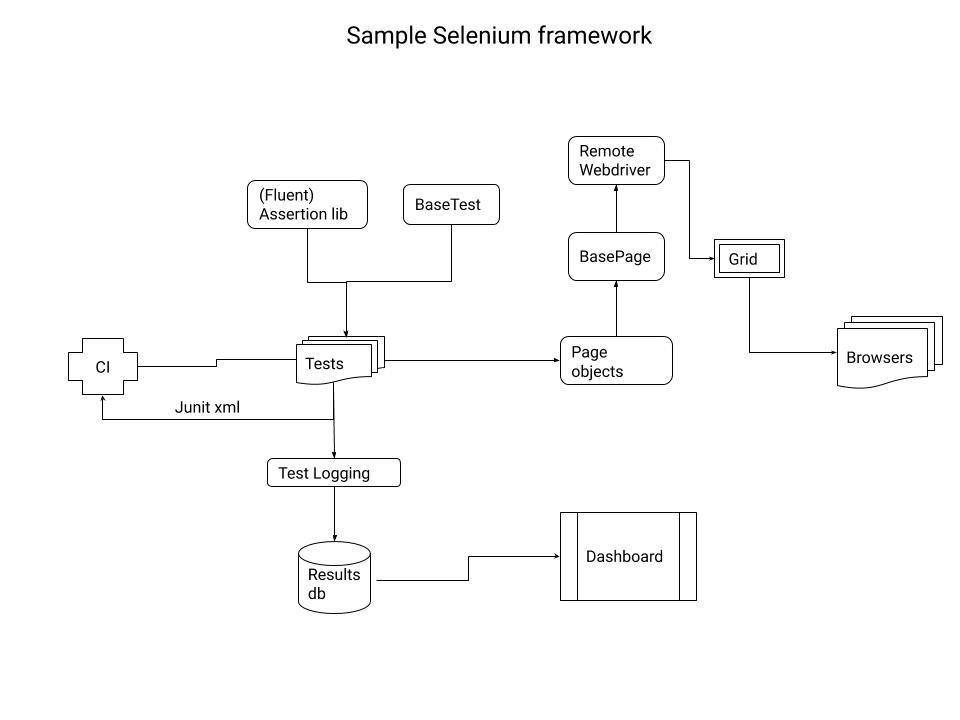 Sample Selenium framework
Remote
Webdriver
(Fluent)
Assertion lib
BaseTest
BasePage
Grid
Browsers
Tests
Page
objects
CI
Junit xml
Test Logging
Results
db
Dashboard